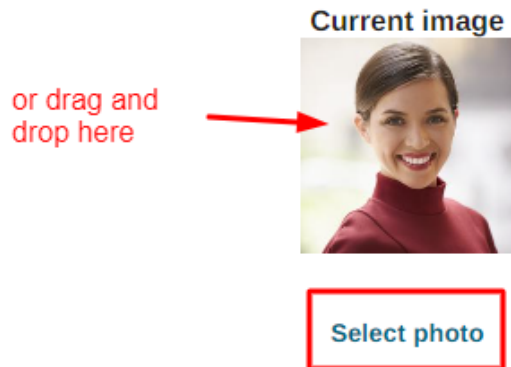 Current image
or drag and
drop here
Select photo